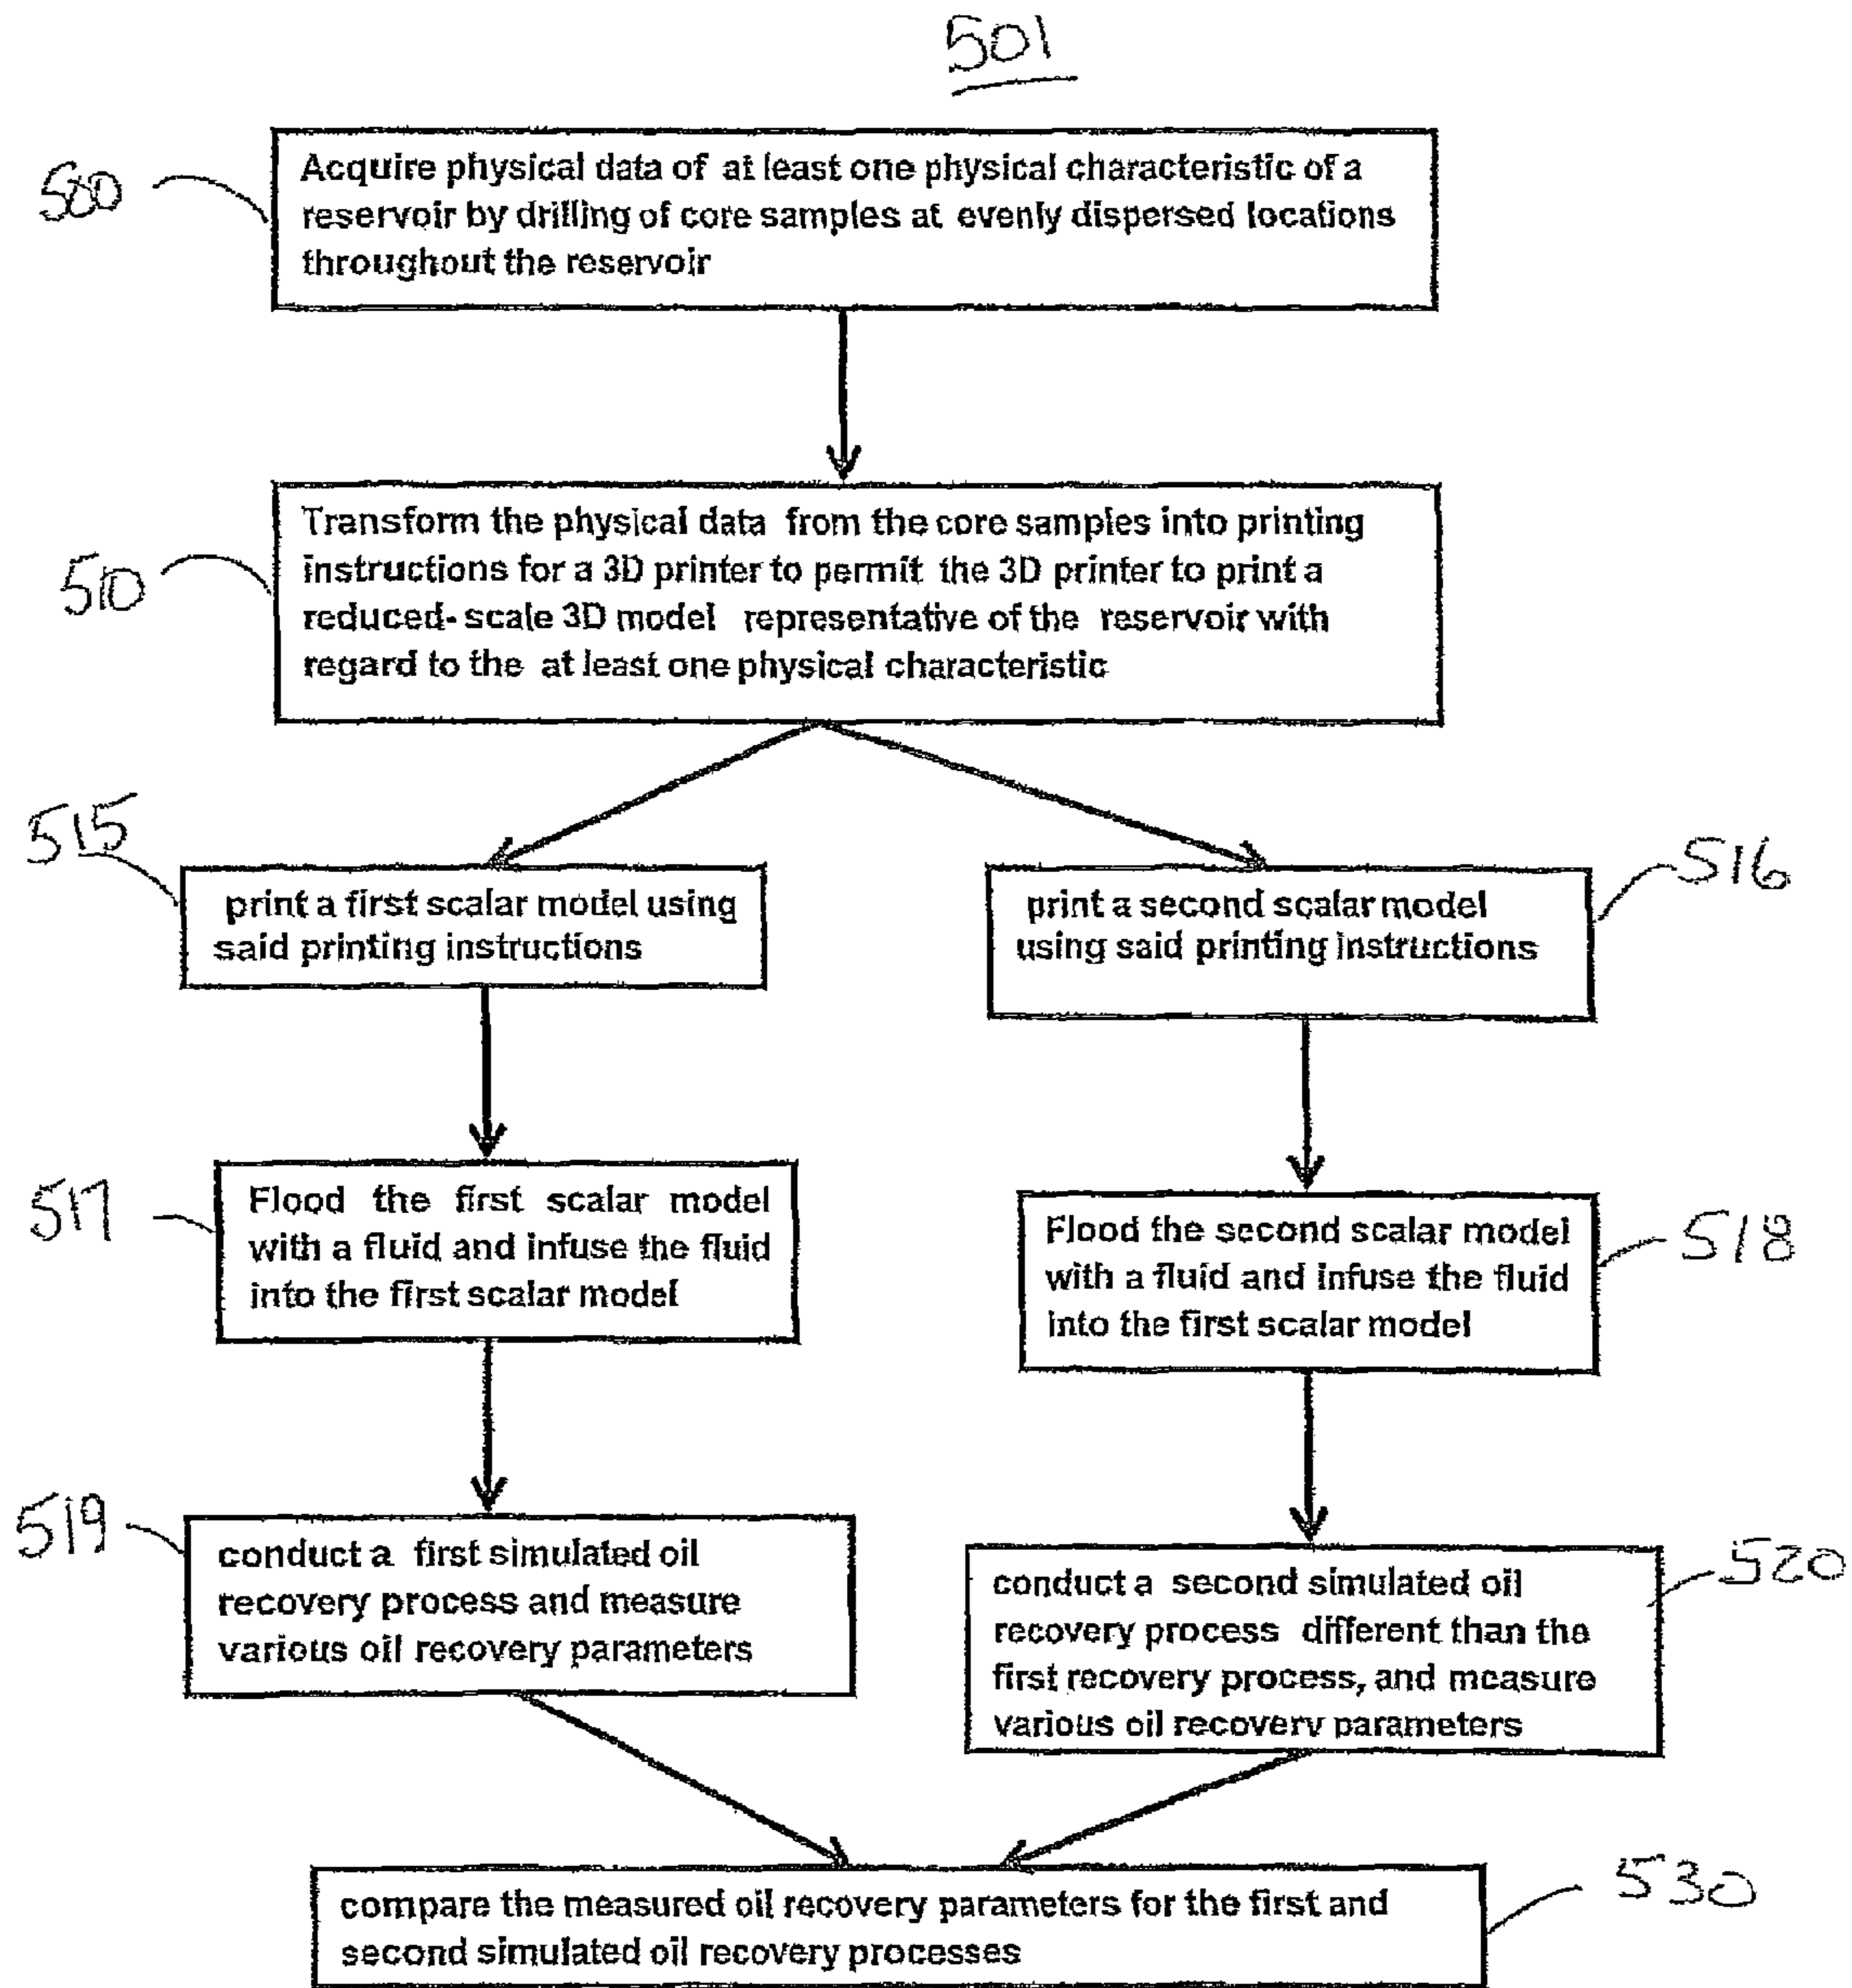 501
500
Acquire physical data of at least one physical characteristic of a
reservoir by drilling of core samples at evenly dispersed locations
throughout the reservoir
510
Transform the physical data from the core samples into printing
instructions for a 3D printer to permit the 3D printer to print a
reduced-scale 3D model representative of the reservoir with
regard to the at least one physical characteristic
515
print a first scalar model using
said printing instructions
516
print a second scalar model
using said printing instructions
517
Flood the first scalar model
with a fluid and infuse the fluid
into the first scalar model
518
Flood the second scalar model
with a fluid and infuse the fluid
into the first scalar model
519
conduct a first simulated oil
recovery process and measure
various oil recovery parameters
520
conduct a second simulated oil
recovery process different than the
first recovery process, and measure
various oil recovery parameters
530
compare the measured oil recovery parameters for the first and
second simulated oil recovery processes